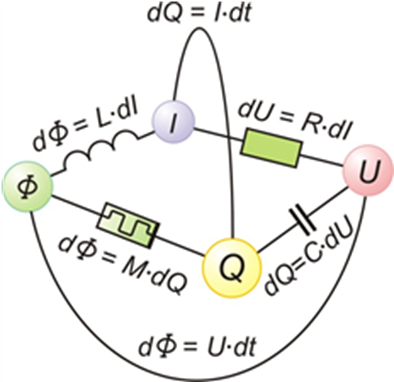 dQ = I·dt
dΦ = L·dI
I
dU = R·dI
U
Φ
dΦ = M·dQ
Q
dQ=C·dU
dΦ = U·dt